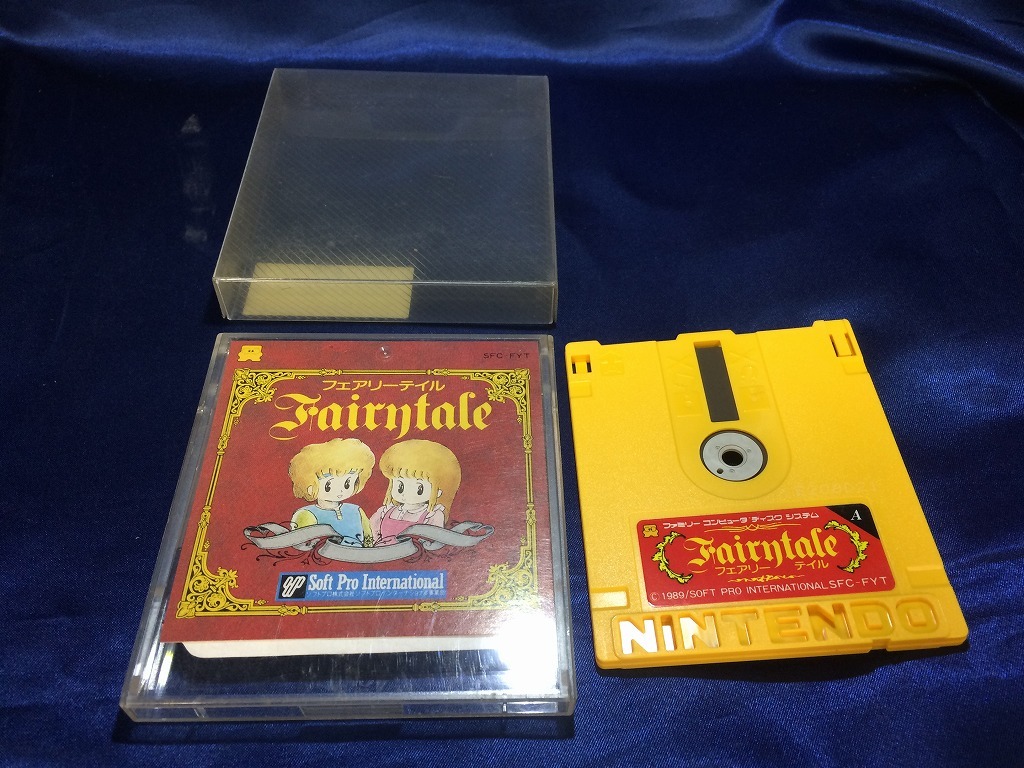 SFC-FYT
フェアリーテイル
Fairytale
Soft Pro International
ファミリー コンピュータ ディスク システム
A
Fairytale
フェアリー テイル
© 1989/SOFT PRO INTERNATIONAL SFC-FYT
NINTENDO